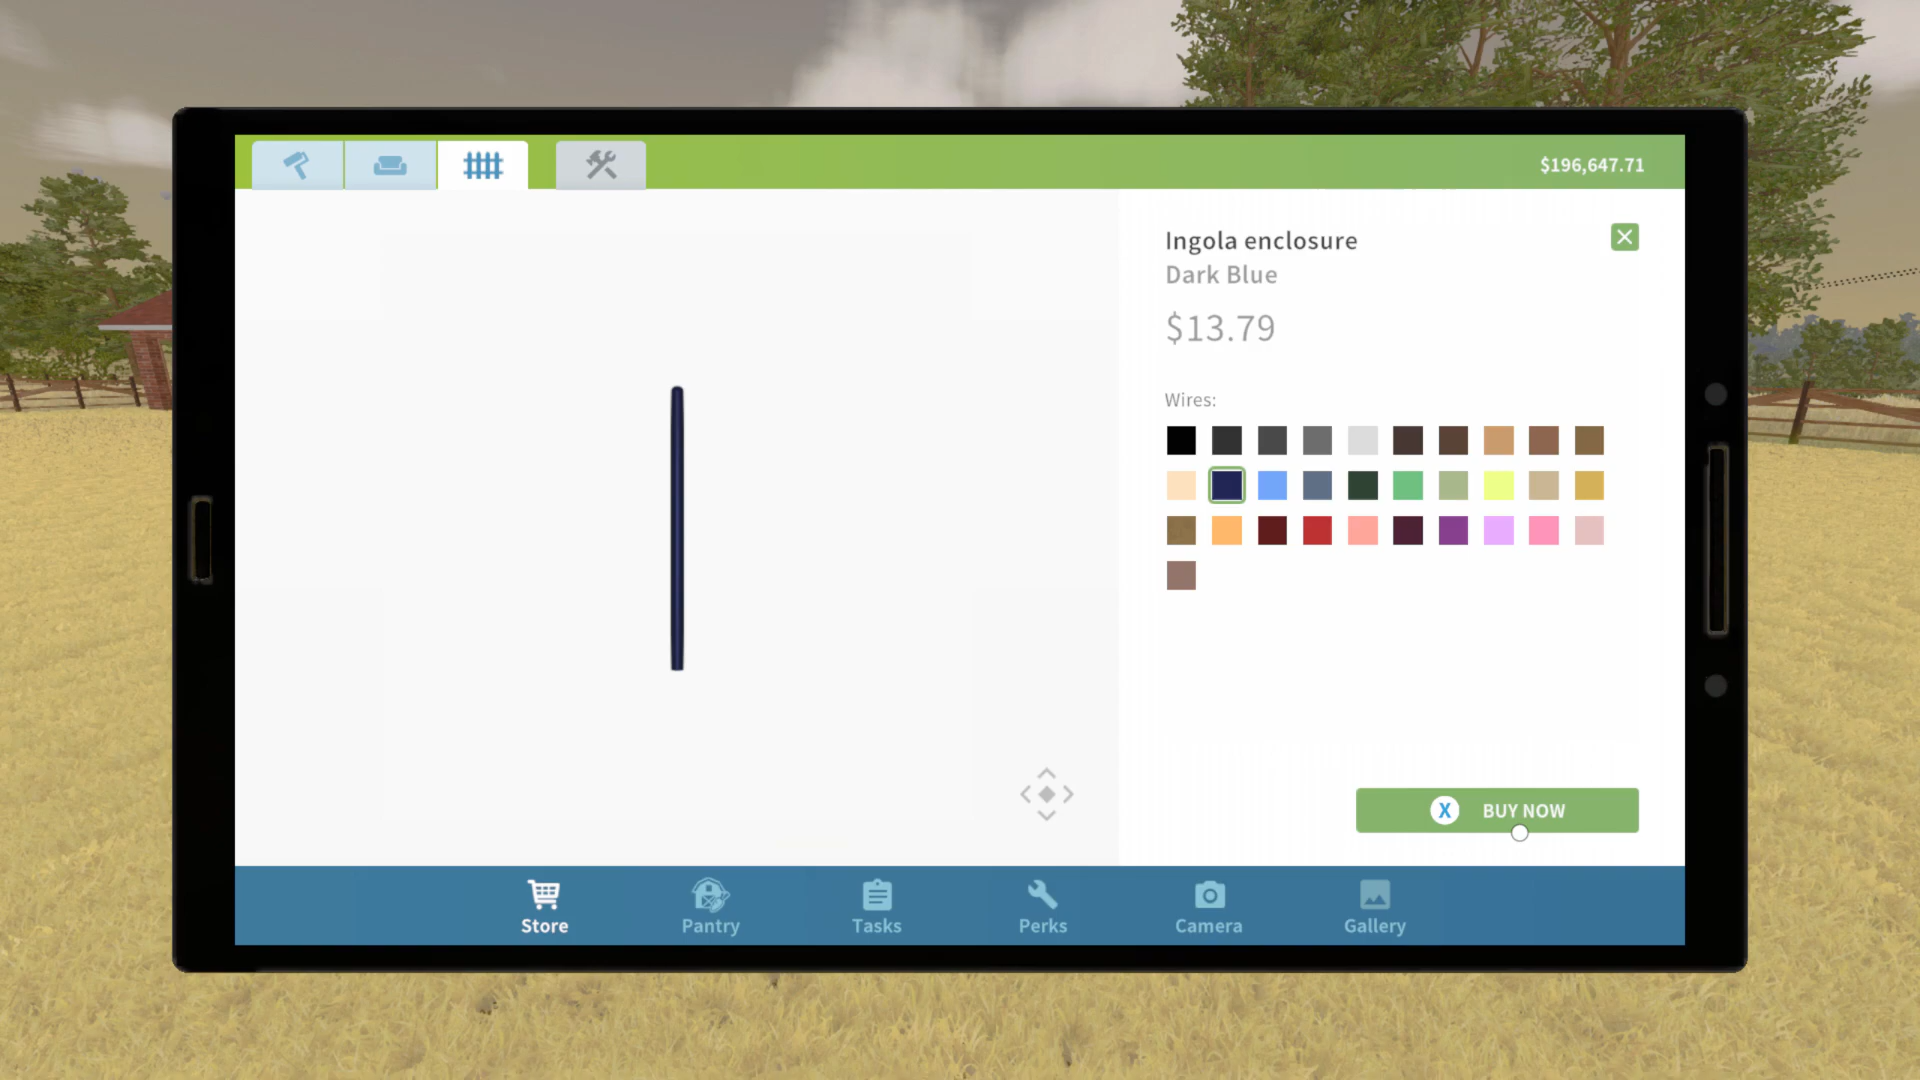 $196,647.71
Ingola enclosure
Dark Blue
$13.79
Wires:
X BUY NOW
Store
Pantry
Tasks
Perks
Camera
Gallery